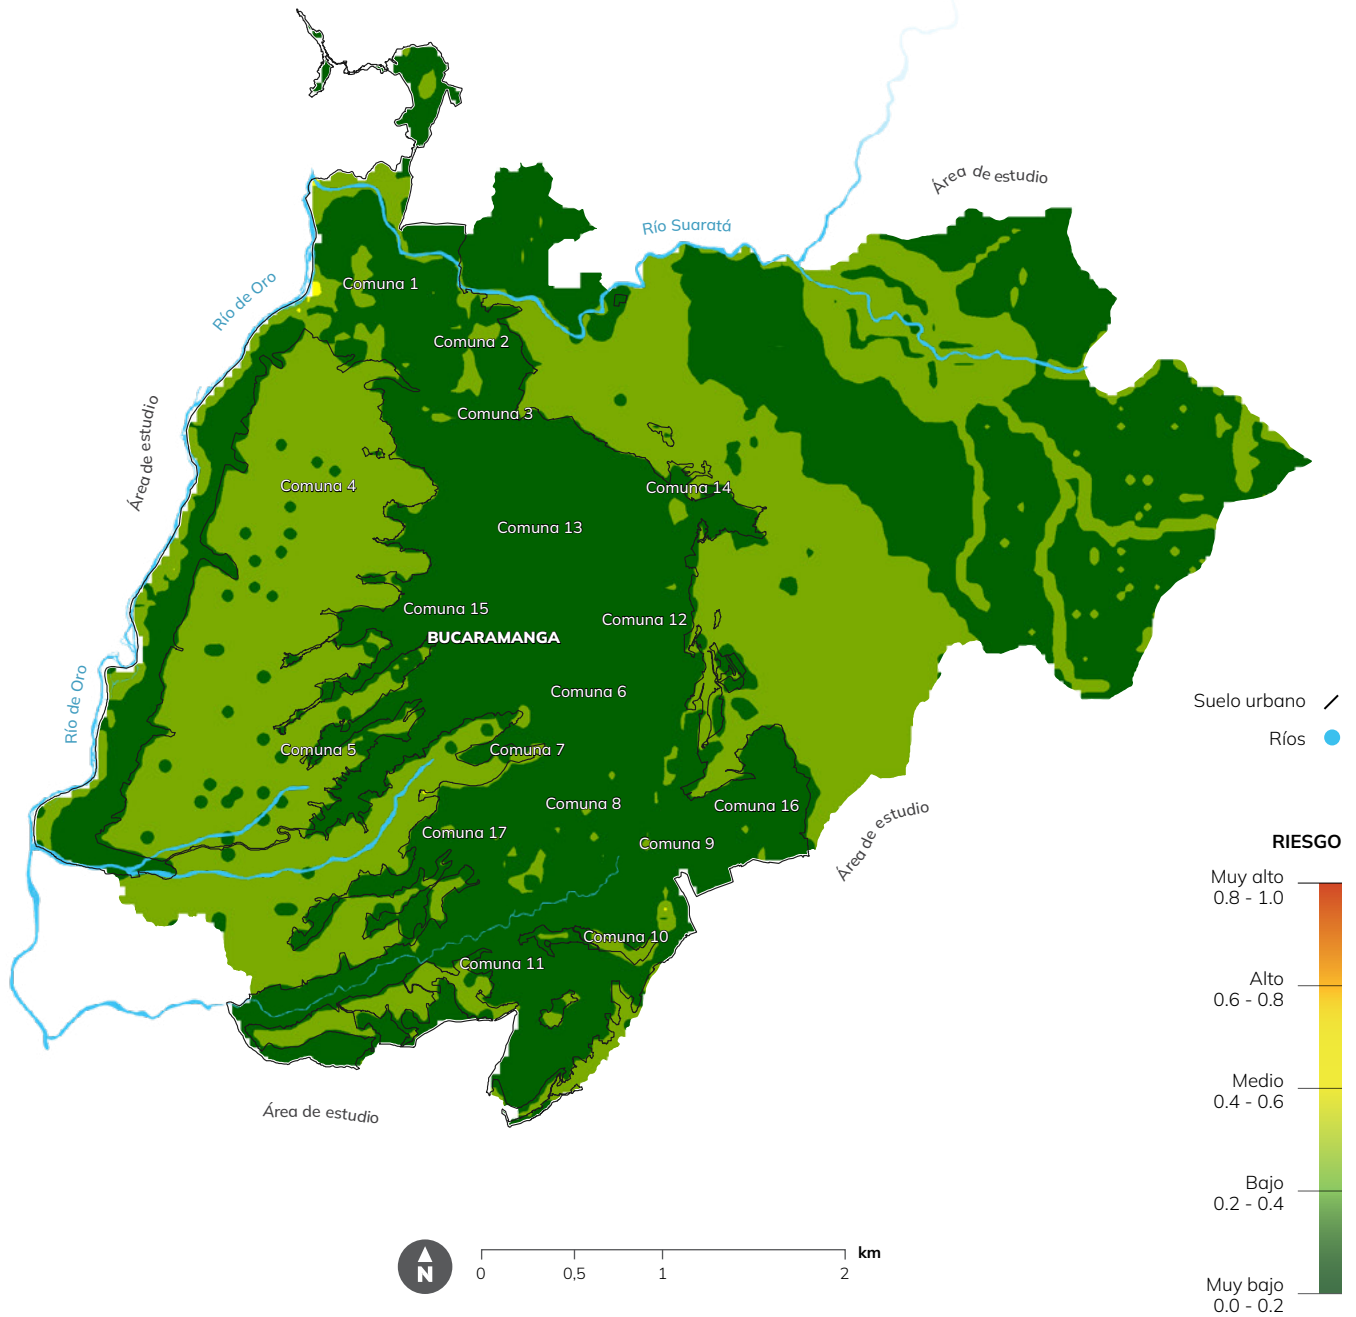 Área de estudio
Río Suaratá
Río de Oro
Comuna 1
Comuna 2
Comuna 3
Área de estudio
Comuna 4
Comuna 14
Comuna 13
Comuna 15
Comuna 12
BUCARAMANGA
Río de Oro
Comuna 6
Comuna 5
Comuna 7
Comuna 8
Comuna 16
Comuna 17
Comuna 9
Área de estudio
Comuna 10
Comuna 11
Área de estudio
Suelo urbano
Ríos
RIESGO
Muy alto
0.8 - 1.0
Alto
0.6 - 0.8
Medio
0.4 - 0.6
Bajo
0.2 - 0.4
Muy bajo
0.0 - 0.2
N
km
0 0,5 1 2